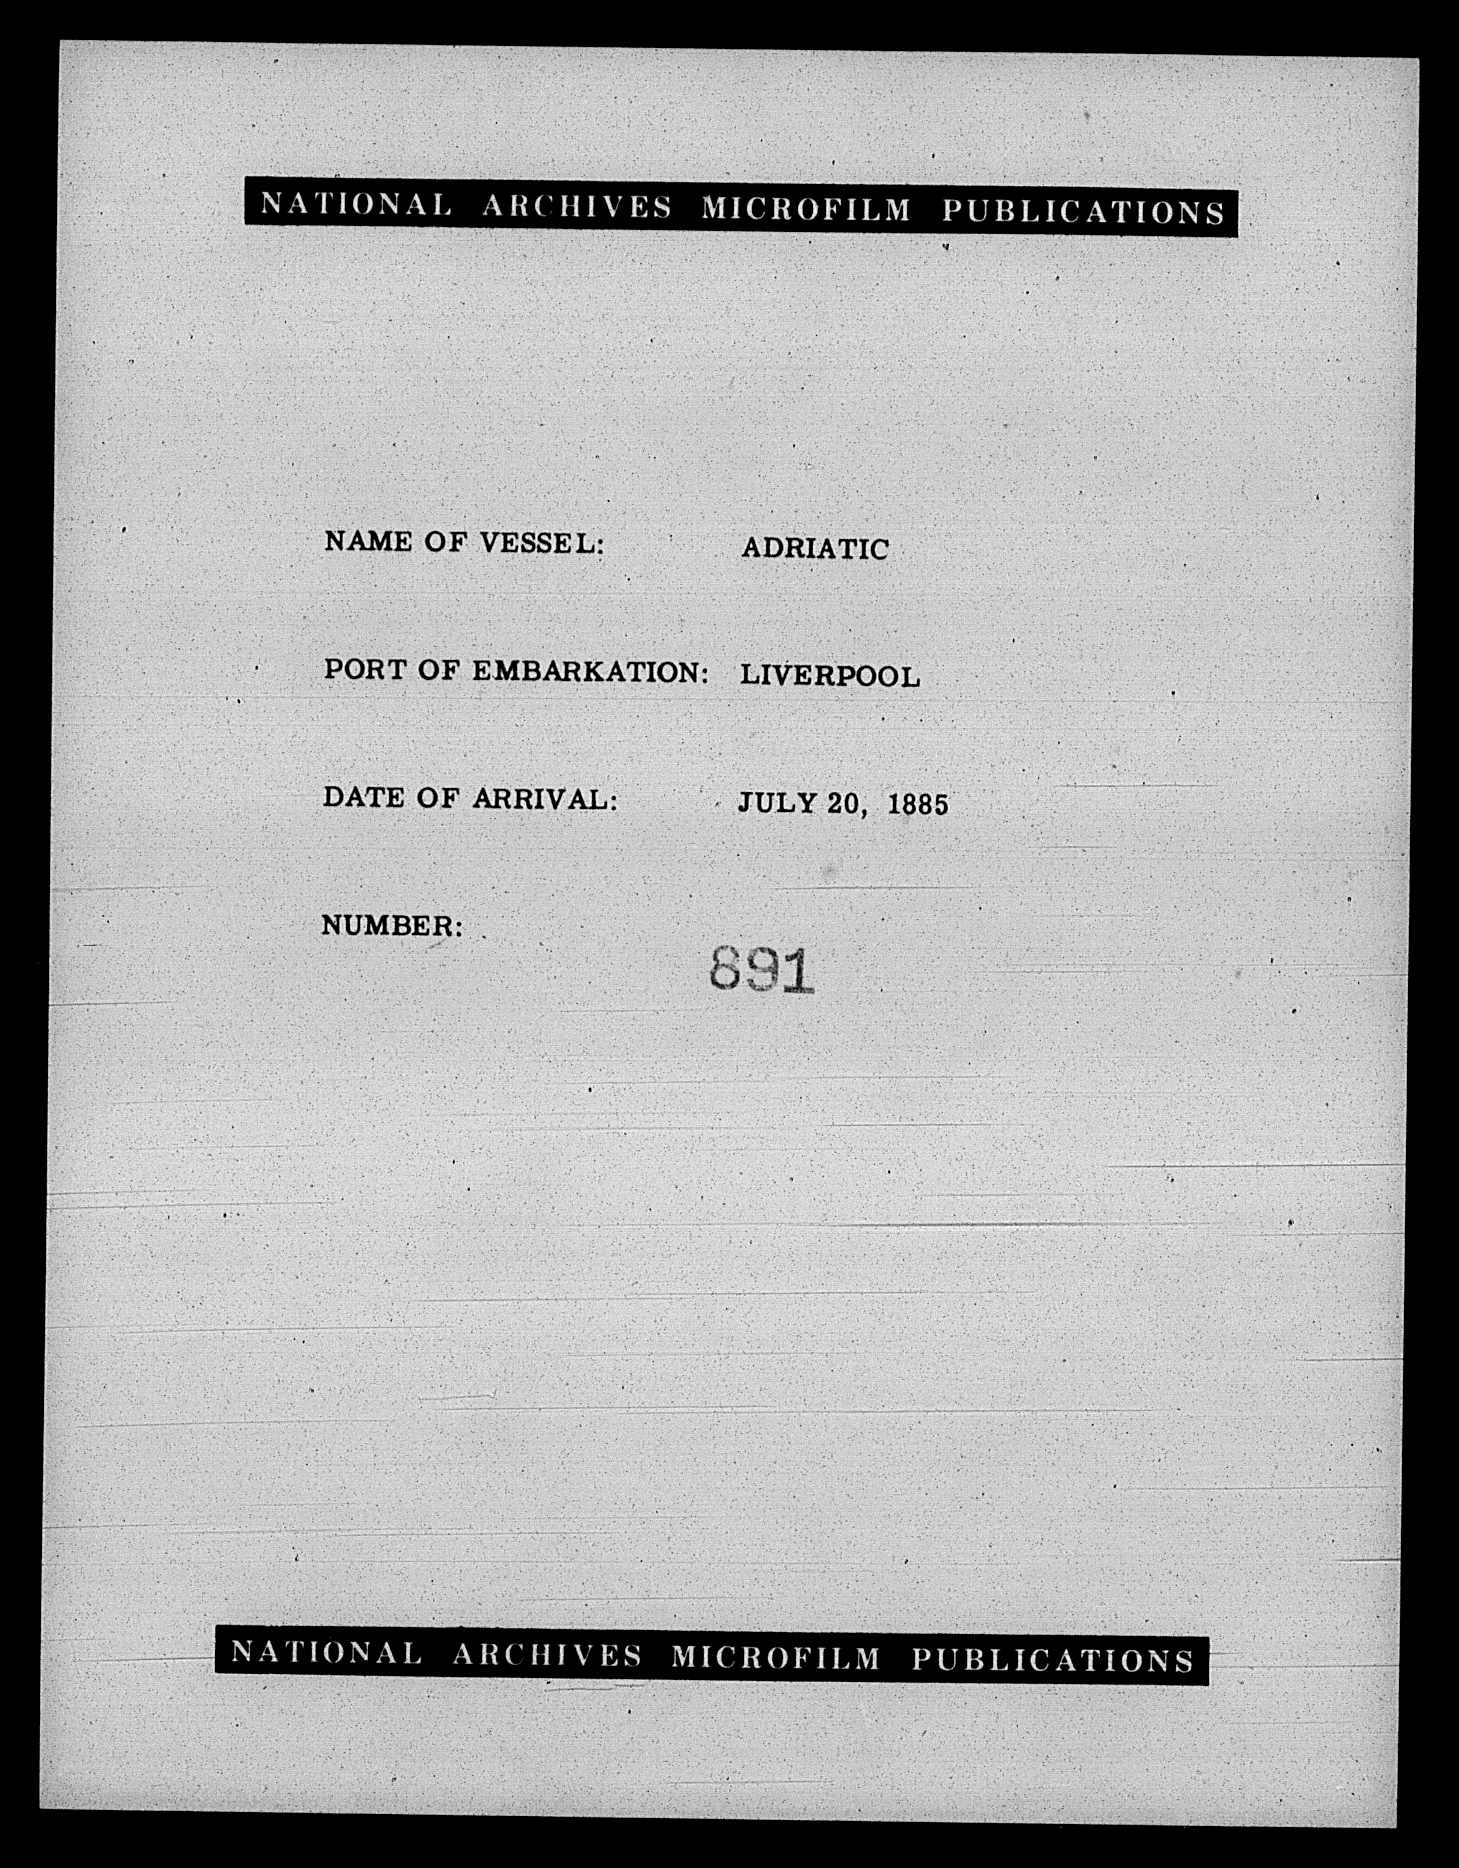 NATIONAL ARCHIVES MICROFILM PUBLICATIONS
NAME OF VESSEL: ADRIATIC
PORT OF EMBARKATION: LIVERPOOL
DATE OF ARRIVAL: JULY 20, 1885
NUMBER:
891
NATIONAL ARCHIVES MICROFILM PUBLICATIONS